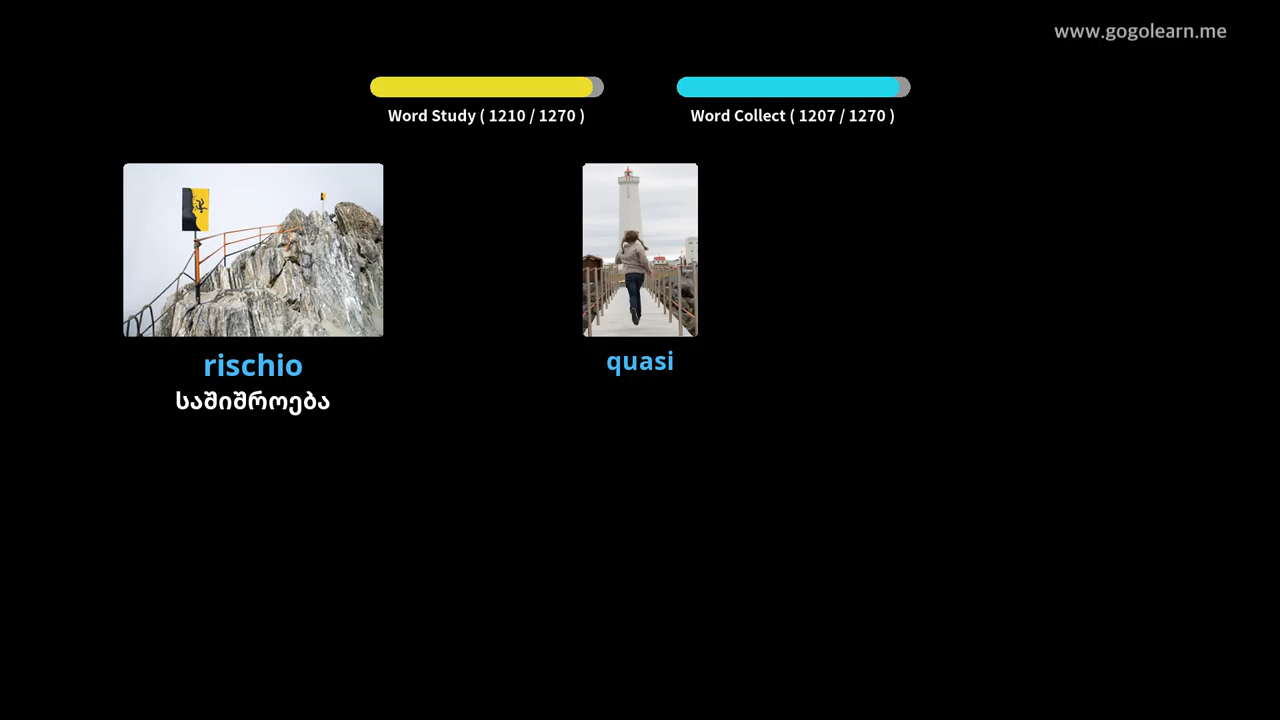 www.gogolearn.me
Word Study ( 1210 / 1270 )
Word Collect ( 1207 / 1270 )
rischio
საშიშროება
quasi